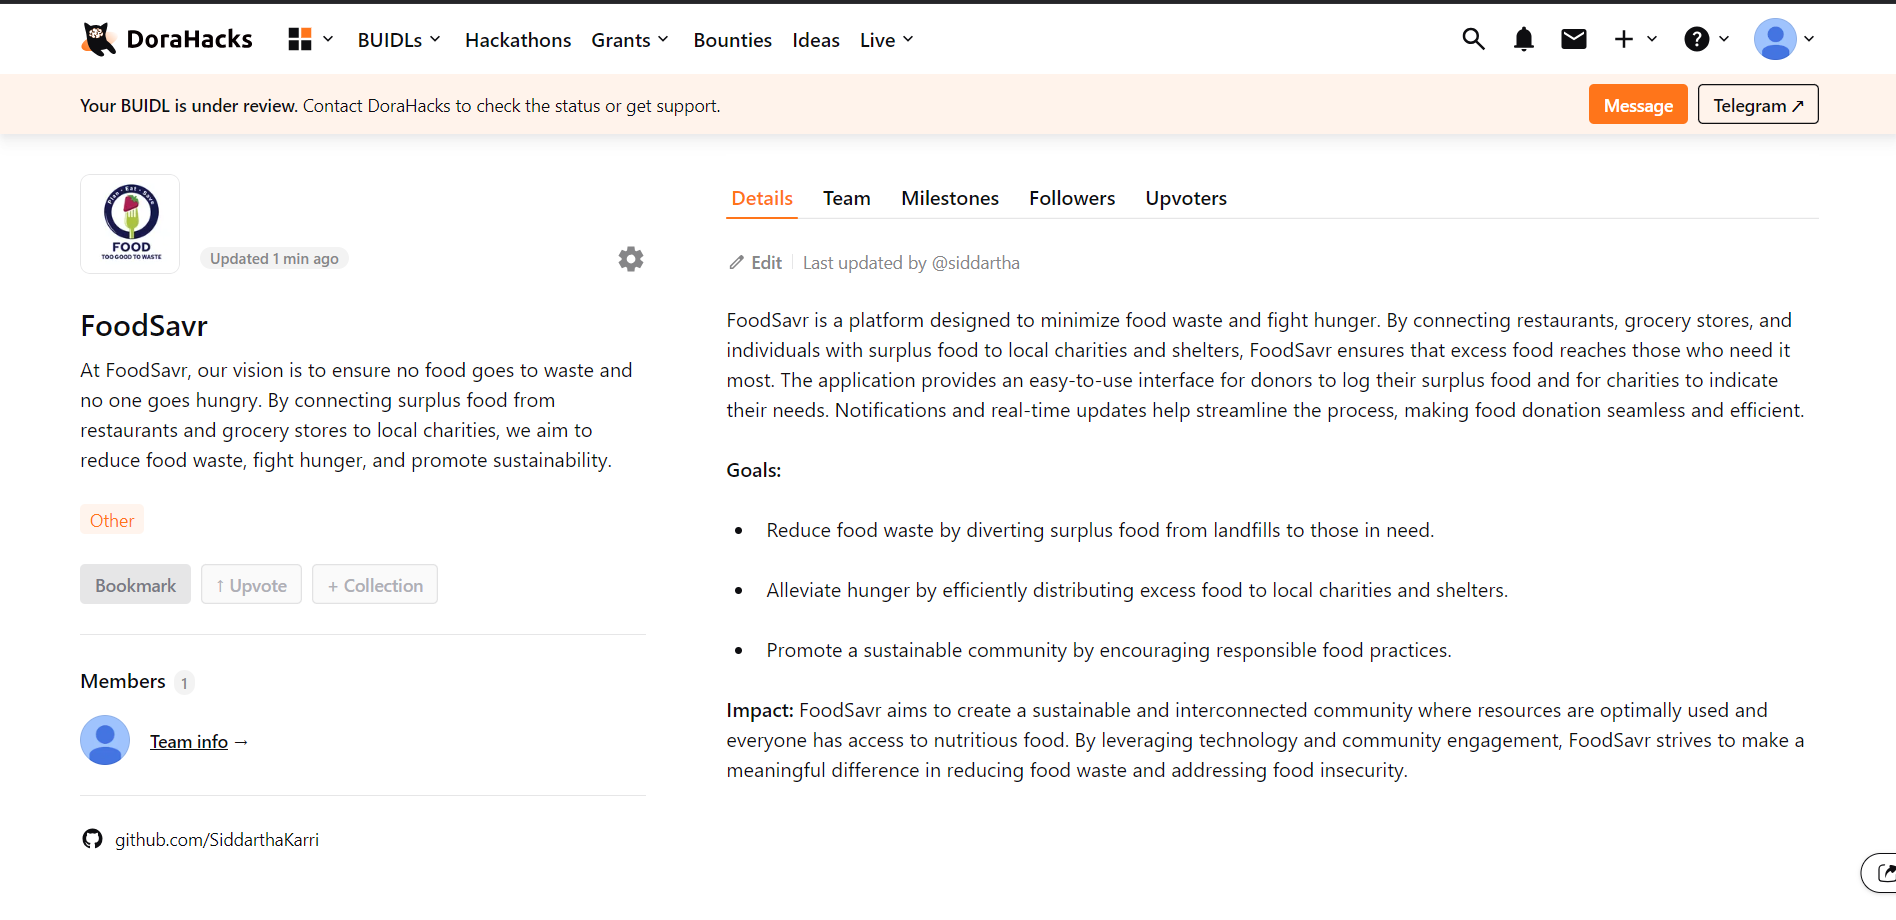 DoraHacks
BUIDLs
Hackathons
Grants
Bounties
Ideas
Live
Your BUIDL is under review. Contact DoraHacks to check the status or get support.
Message
Telegram ↗
Plan · Eat · Save
FOOD
TOO GOOD TO WASTE
Updated 1 min ago
FoodSavr
At FoodSavr, our vision is to ensure no food goes to waste and
no one goes hungry. By connecting surplus food from
restaurants and grocery stores to local charities, we aim to
reduce food waste, fight hunger, and promote sustainability.
Other
Bookmark
↑ Upvote
+ Collection
Members 1
Team info →
github.com/SiddarthaKarri
Details
Team
Milestones
Followers
Upvoters
Edit
Last updated by @siddartha
FoodSavr is a platform designed to minimize food waste and fight hunger. By connecting restaurants, grocery stores, and
individuals with surplus food to local charities and shelters, FoodSavr ensures that excess food reaches those who need it
most. The application provides an easy-to-use interface for donors to log their surplus food and for charities to indicate
their needs. Notifications and real-time updates help streamline the process, making food donation seamless and efficient.
Goals:
• Reduce food waste by diverting surplus food from landfills to those in need.
• Alleviate hunger by efficiently distributing excess food to local charities and shelters.
• Promote a sustainable community by encouraging responsible food practices.
Impact: FoodSavr aims to create a sustainable and interconnected community where resources are optimally used and
everyone has access to nutritious food. By leveraging technology and community engagement, FoodSavr strives to make a
meaningful difference in reducing food waste and addressing food insecurity.